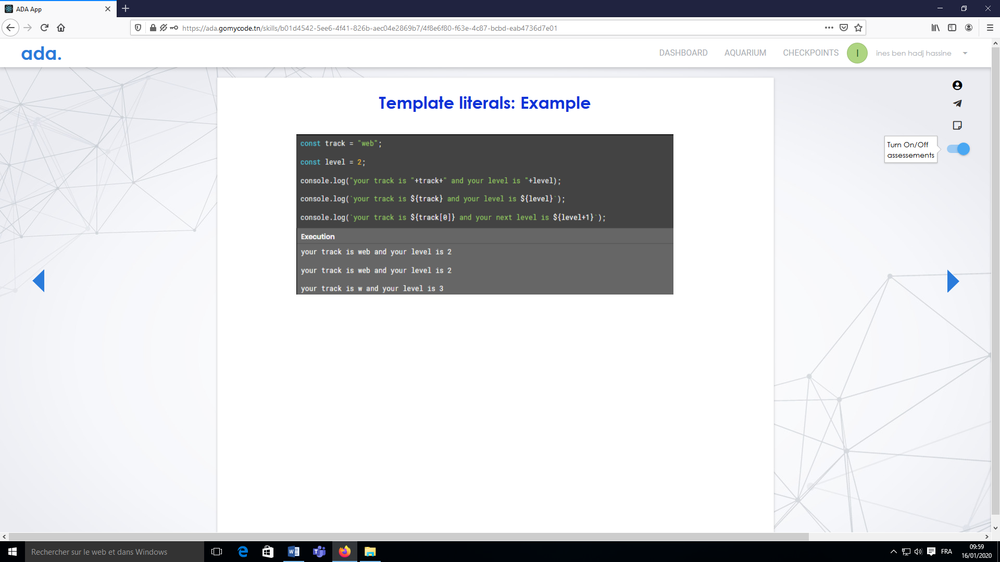 ADA App
https://ada.gomycode.tn/skills/b01d4542-5ee6-4f41-826b-aec04e2869b7/4f8e6f80-f63e-4c87-bcbd-eab4736d7e01
ada.
DASHBOARD AQUARIUM CHECKPOINTS I ines ben hadj hassine
Template literals: Example
Turn On/Off
assessements
const track = "web";
const level = 2;
console.log("your track is "+track+" and your level is "+level);
console.log(`your track is ${track} and your level is ${level}`);
console.log(`your track is ${track[0]} and your next level is ${level+1}`);
Execution
your track is web and your level is 2
your track is web and your level is 2
your track is w and your level is 3
Rechercher sur le web et dans Windows
FRA
09:59
16/01/2020